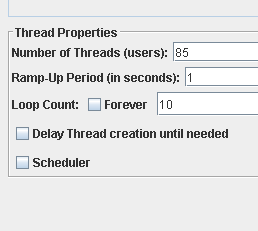 Thread Properties
Number of Threads (users): 85
Ramp-Up Period (in seconds): 1
Loop Count: Forever 10
Delay Thread creation until needed
Scheduler